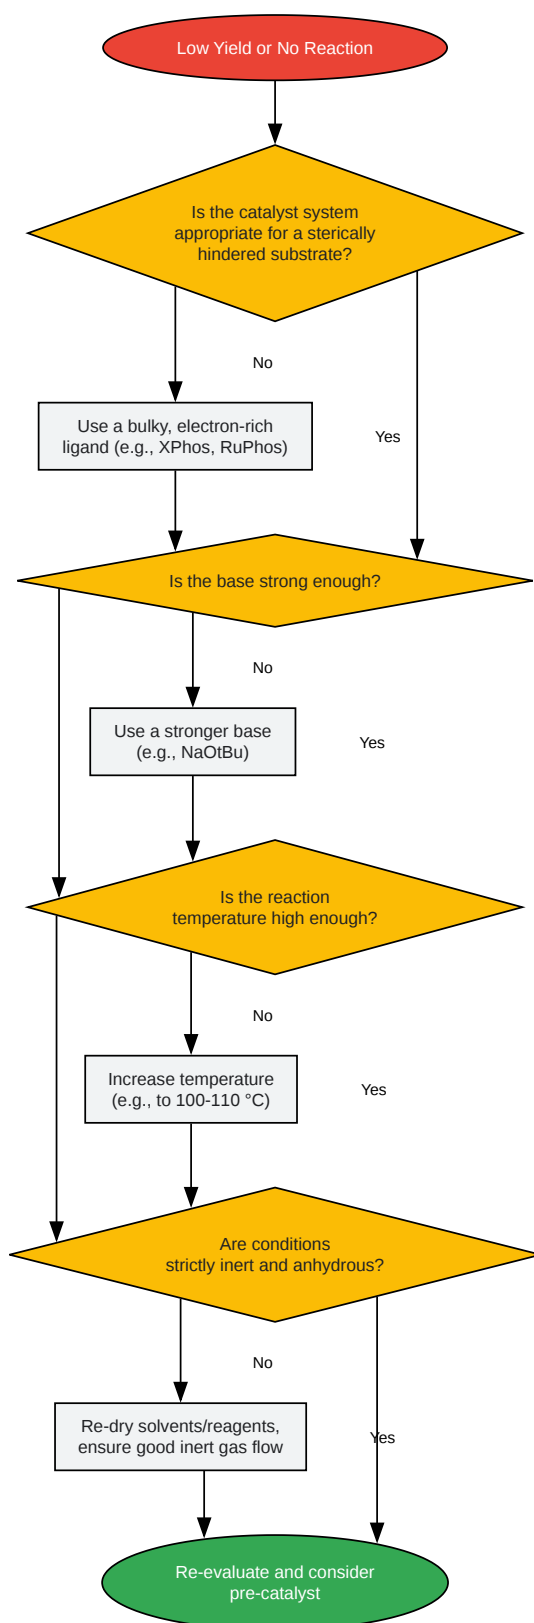 Low Yield or No Reaction
Is the catalyst system
appropriate for a sterically
hindered substrate?
No
Use a bulky, electron-rich
ligand (e.g., XPhos, RuPhos)
Yes
Is the base strong enough?
No
Use a stronger base
(e.g., NaOtBu)
Yes
Is the reaction
temperature high enough?
No
Increase temperature
(e.g., to 100-110 °C)
Yes
Are conditions
strictly inert and anhydrous?
No
Re-dry solvents/reagents,
ensure good inert gas flow
Yes
Re-evaluate and consider
pre-catalyst